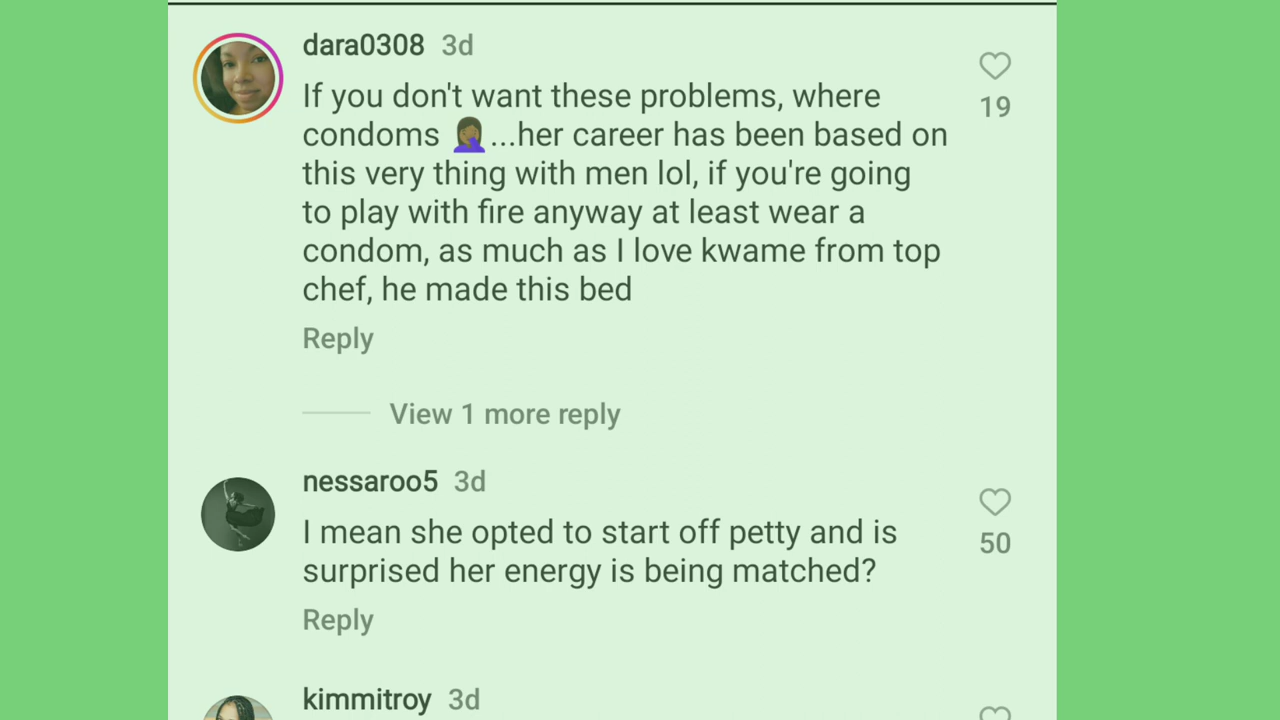 dara0308 3d
If you don't want these problems, where
condoms 🤦🏾‍♀️...her career has been based on
this very thing with men lol, if you're going
to play with fire anyway at least wear a
condom, as much as I love kwame from top
chef, he made this bed
19
Reply
View 1 more reply
nessaroo5 3d
I mean she opted to start off petty and is
surprised her energy is being matched?
50
Reply
kimmitroy 3d